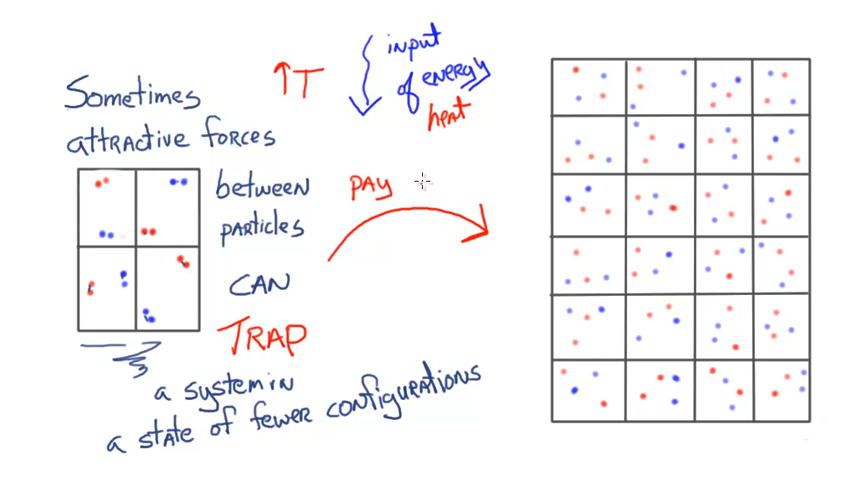 Sometimes
attractive forces
between
particles
CAN
TRAP
a system in
a state of fewer configurations
↑T
input
of energy
heat
PAY